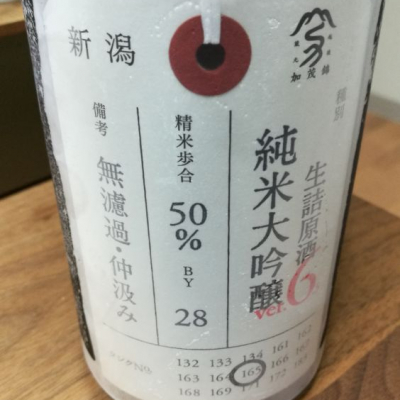 新潟
加茂錦
種別
生詰原酒
純米大吟醸
ver.6
精米歩合
50%
BY
28
備考
無濾過・仲汲み
タンクNo.
132 133 134 161 162
163 164 165 166 167
168 169 171 172